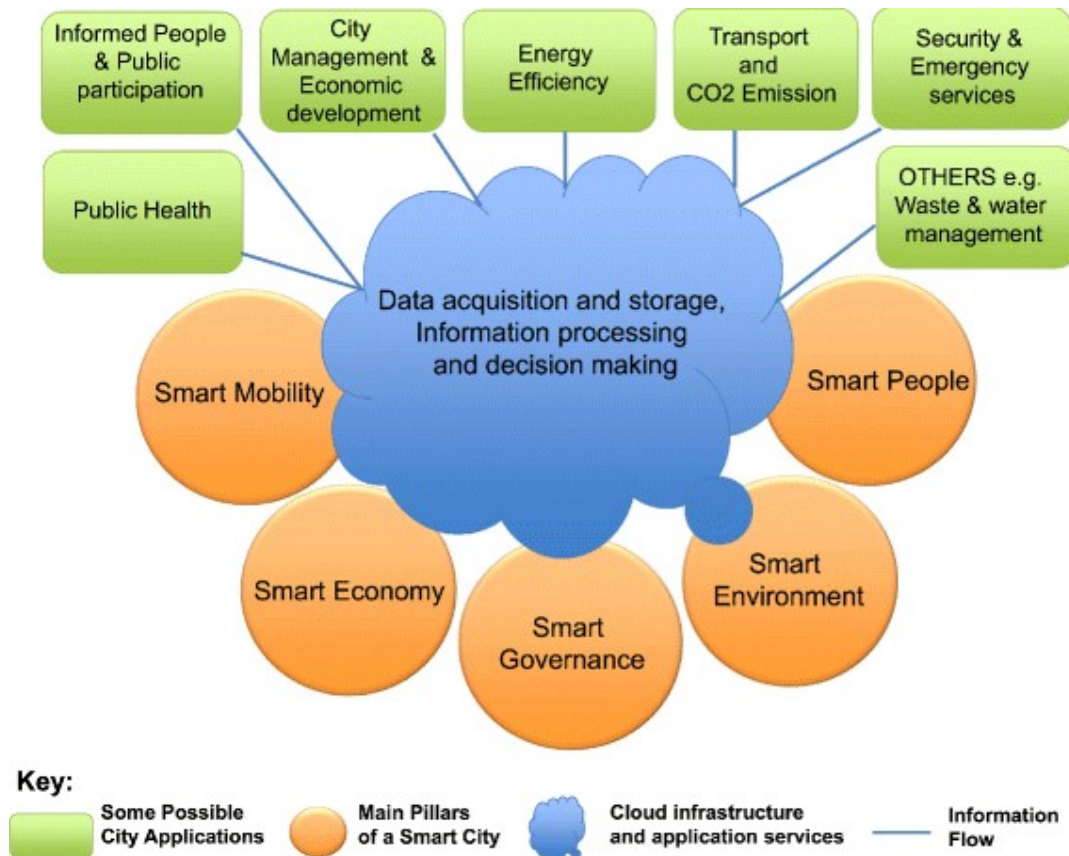 Informed People
& Public
participation
City
Management &
Economic
development
Energy
Efficiency
Transport
and
CO2 Emission
Security &
Emergency
services
Public Health
OTHERS e.g.
Waste & water
management
Data acquisition and storage,
Information processing
and decision making
Smart Mobility
Smart People
Smart Economy
Smart
Governance
Smart
Environment
Key:
Some Possible
City Applications
Main Pillars
of a Smart City
Cloud infrastructure
and application services
Information
Flow